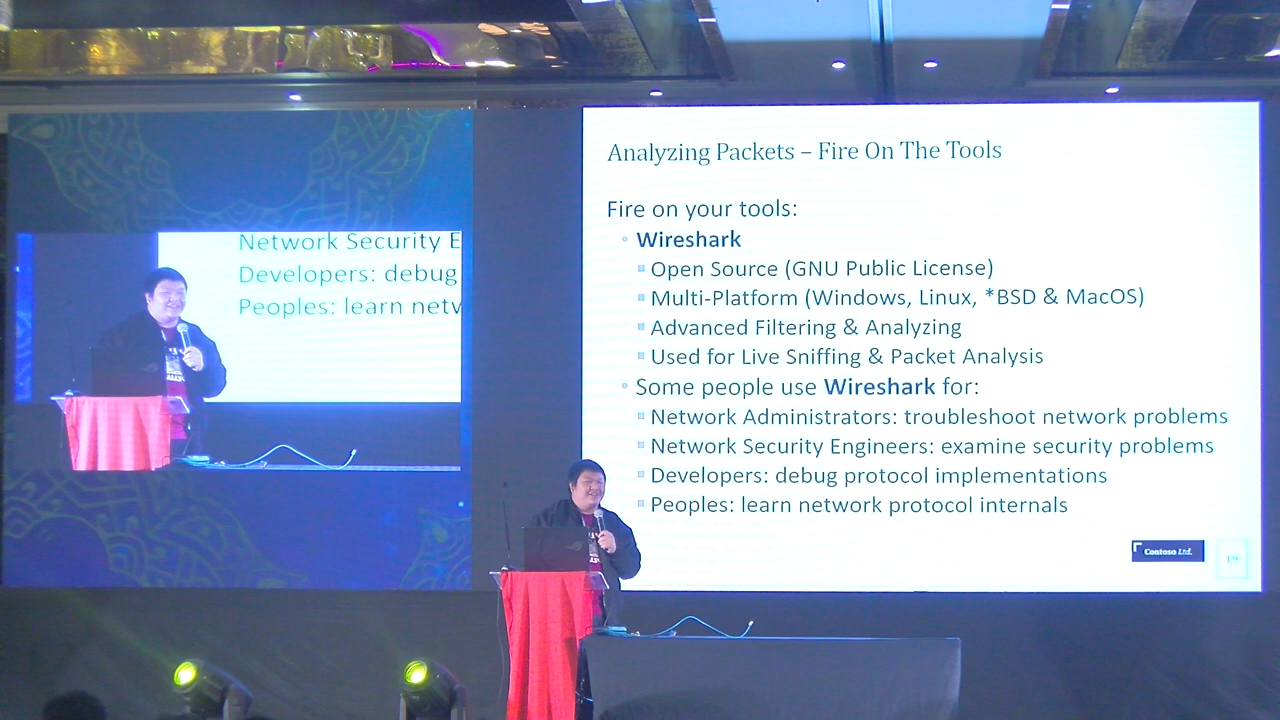 Network Security E
Developers: debug
Peoples: learn netw
Analyzing Packets – Fire On The Tools
Fire on your tools:
Wireshark
Open Source (GNU Public License)
Multi-Platform (Windows, Linux, *BSD & MacOS)
Advanced Filtering & Analyzing
Used for Live Sniffing & Packet Analysis
Some people use Wireshark for:
Network Administrators: troubleshoot network problems
Network Security Engineers: examine security problems
Developers: debug protocol implementations
Peoples: learn network protocol internals
Contoso Ltd.
19